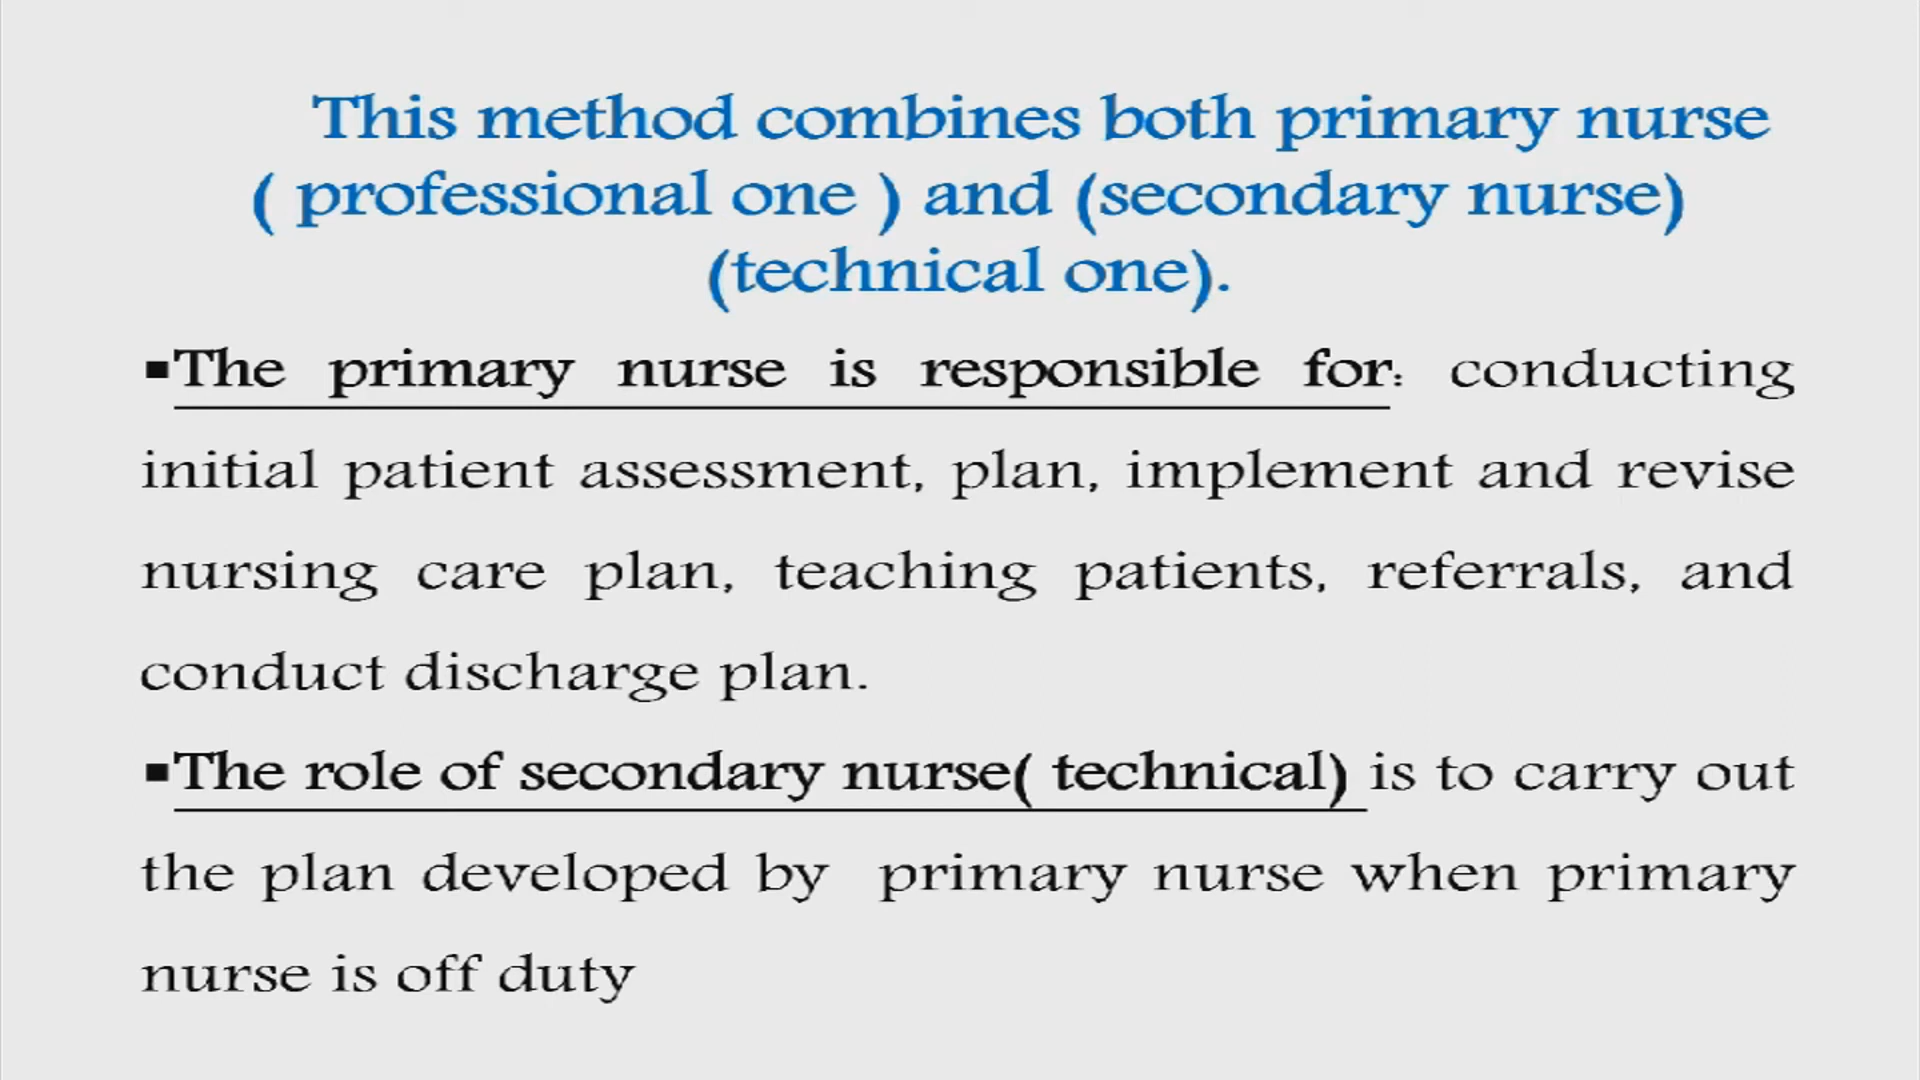 This method combines both primary nurse
( professional one ) and (secondary nurse)
(technical one).
▪The primary nurse is responsible for: conducting
initial patient assessment, plan, implement and revise
nursing care plan, teaching patients, referrals, and
conduct discharge plan.
▪The role of secondary nurse( technical) is to carry out
the plan developed by primary nurse when primary
nurse is off duty